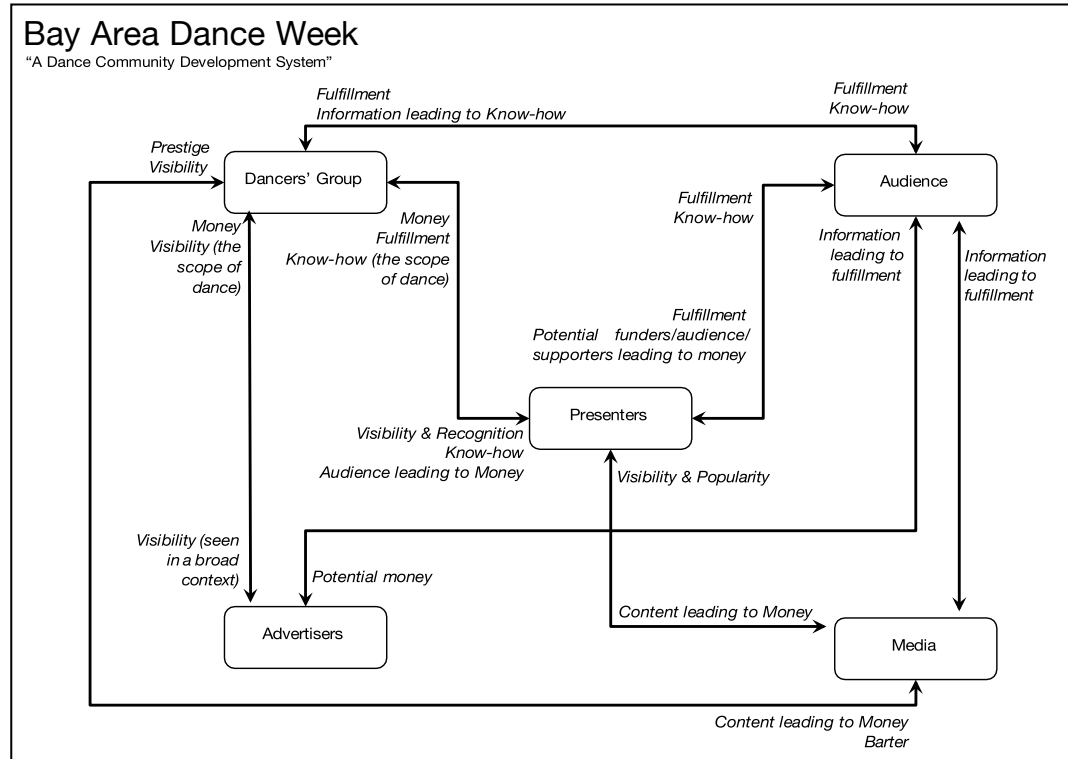 Bay Area Dance Week
“A Dance Community Development System”
Fulfillment
Information leading to Know-how
Fulfillment
Know-how
Prestige
Visibility
Dancers’ Group
Audience
Money
Visibility (the
scope of
dance)
Money
Fulfillment
Know-how (the scope
of dance)
Fulfillment
Know-how
Information
leading to
fulfillment
Information
leading to
fulfillment
Fulfillment
Potential funders/audience/
supporters leading to money
Presenters
Visibility & Recognition
Know-how
Audience leading to Money
Visibility & Popularity
Visibility (seen
in a broad
context)
Potential money
Content leading to Money
Advertisers
Media
Content leading to Money
Barter